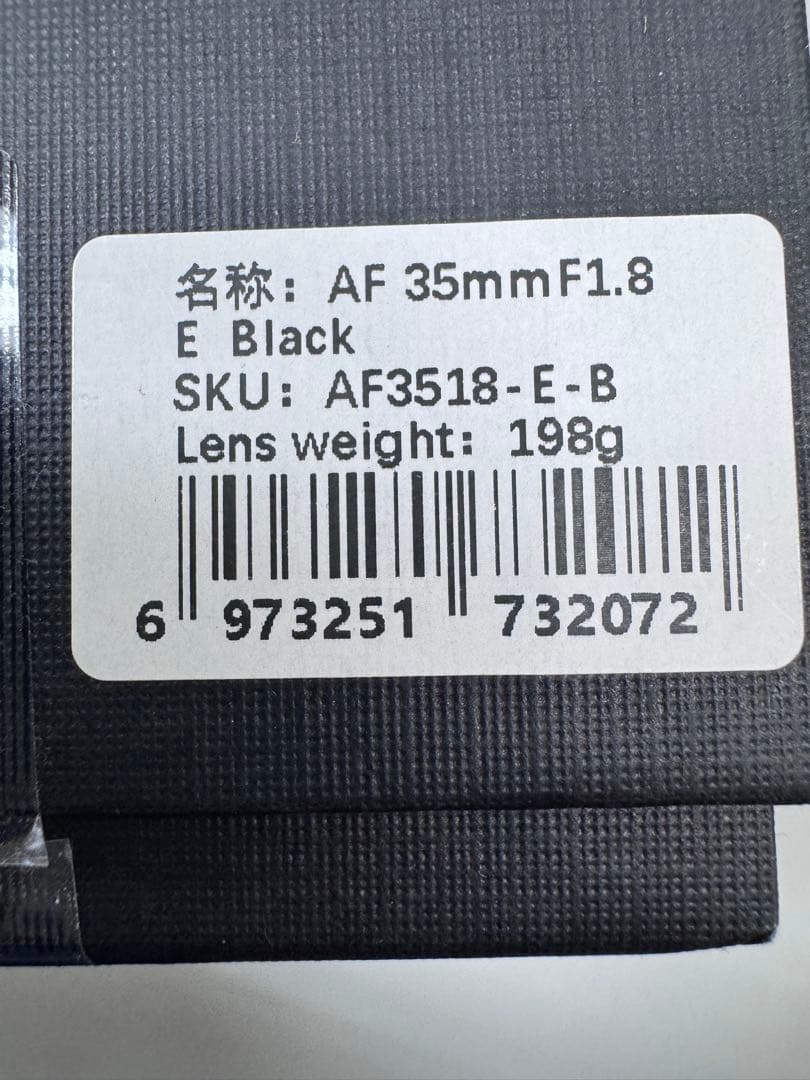 名称： AF 35mmF1.8
E Black
SKU： AF3518-E-B
Lens weight： 198g
6 973251 732072